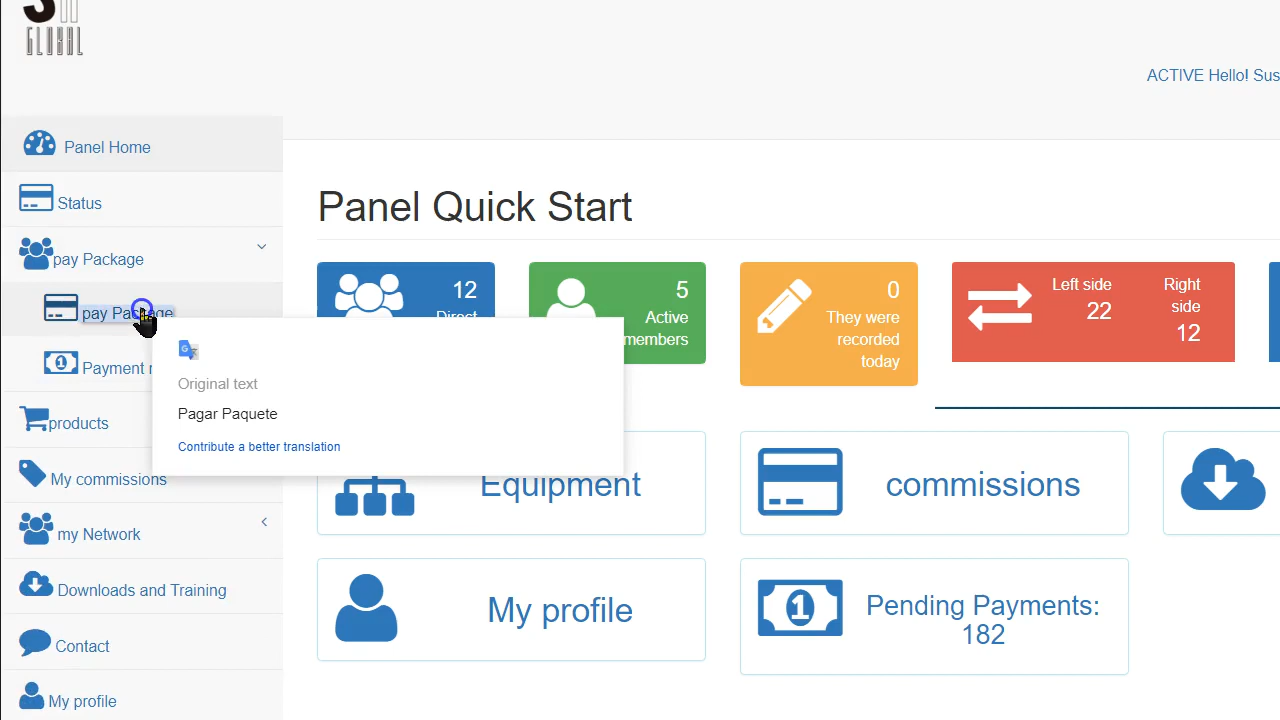 GLOBAL
ACTIVE Hello! Sus
Panel Home
Status
pay Package
pay Package
Payment
products
My commissions
my Network
Downloads and Training
Contact
My profile
Panel Quick Start
12
Direct
5
Active
members
0
They were
recorded
today
Left side
22
Right
side
12
Original text
Pagar Paquete
Contribute a better translation
Equipment
commissions
My profile
Pending Payments:
182